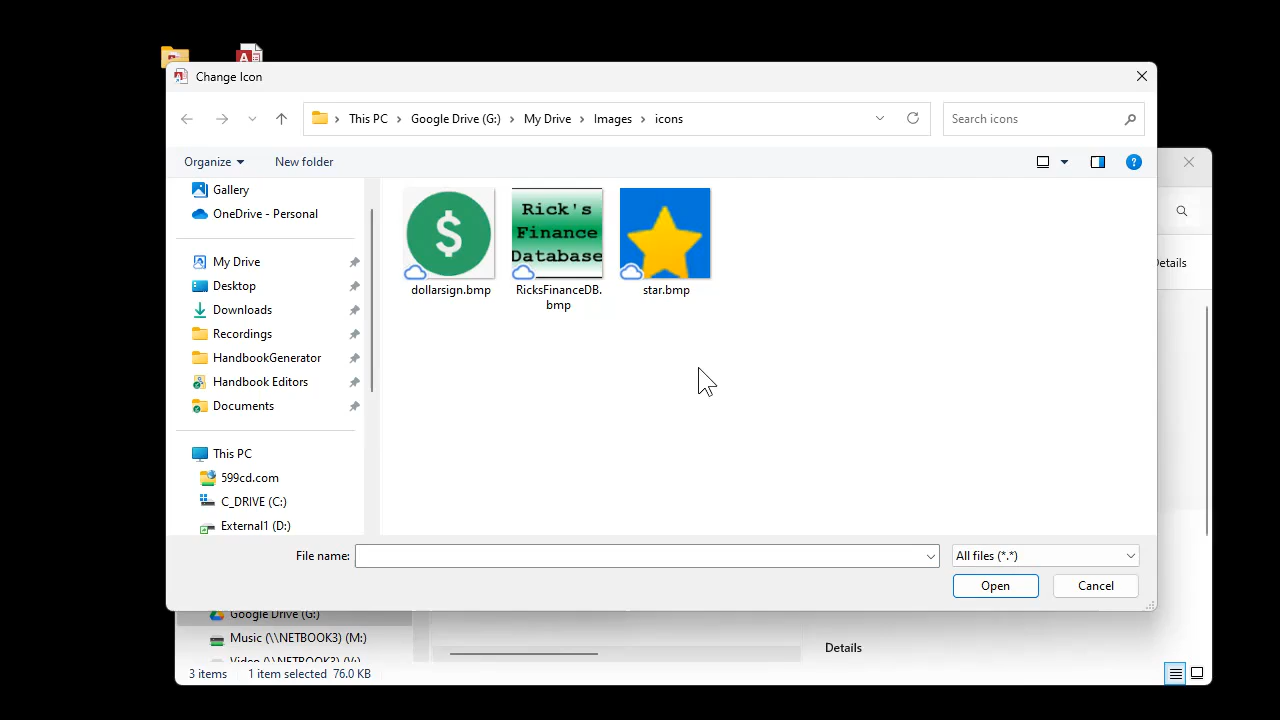 Change Icon
This PC
Google Drive (G:)
My Drive
Images
icons
Search icons
Organize
New folder
Gallery
OneDrive - Personal
My Drive
Desktop
Downloads
Recordings
HandbookGenerator
Handbook Editors
Documents
This PC
599cd.com
C_DRIVE (C:)
External1 (D:)
$
Rick's
Finance
Database
dollarsign.bmp
RicksFinanceDB.
bmp
star.bmp
File name:
All files (*.*)
Open
Cancel
Details
Google Drive (G:)
Music (\\NETBOOK3) (M:)
Video (\\NETBOOK3) (V:)
Details
3 items
1 item selected 76.0 KB